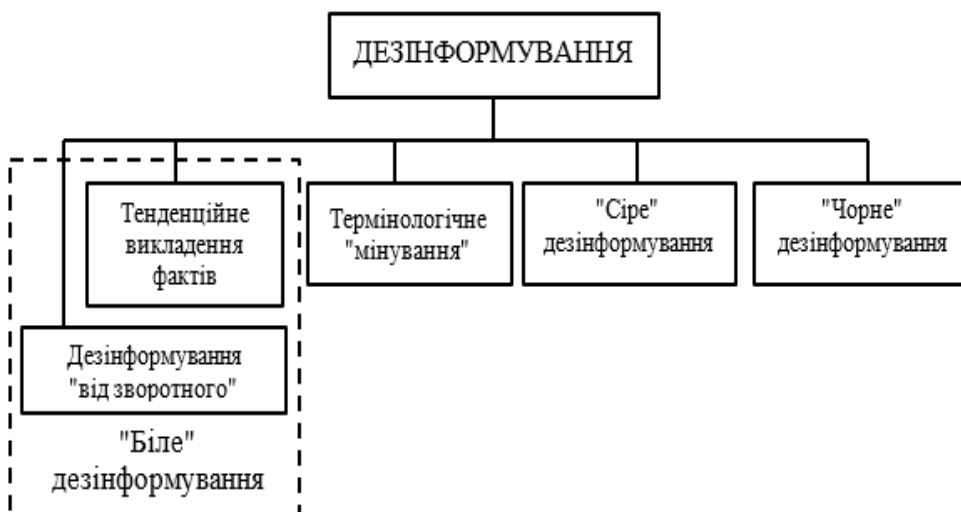 ДЕЗІНФОРМУВАННЯ
Тенденційне
викладення
фактів
Термінологічне
"мінування"
"Сіре"
дезінформування
"Чорне"
дезінформування
Дезінформування
"від зворотного"
"Біле"
дезінформування